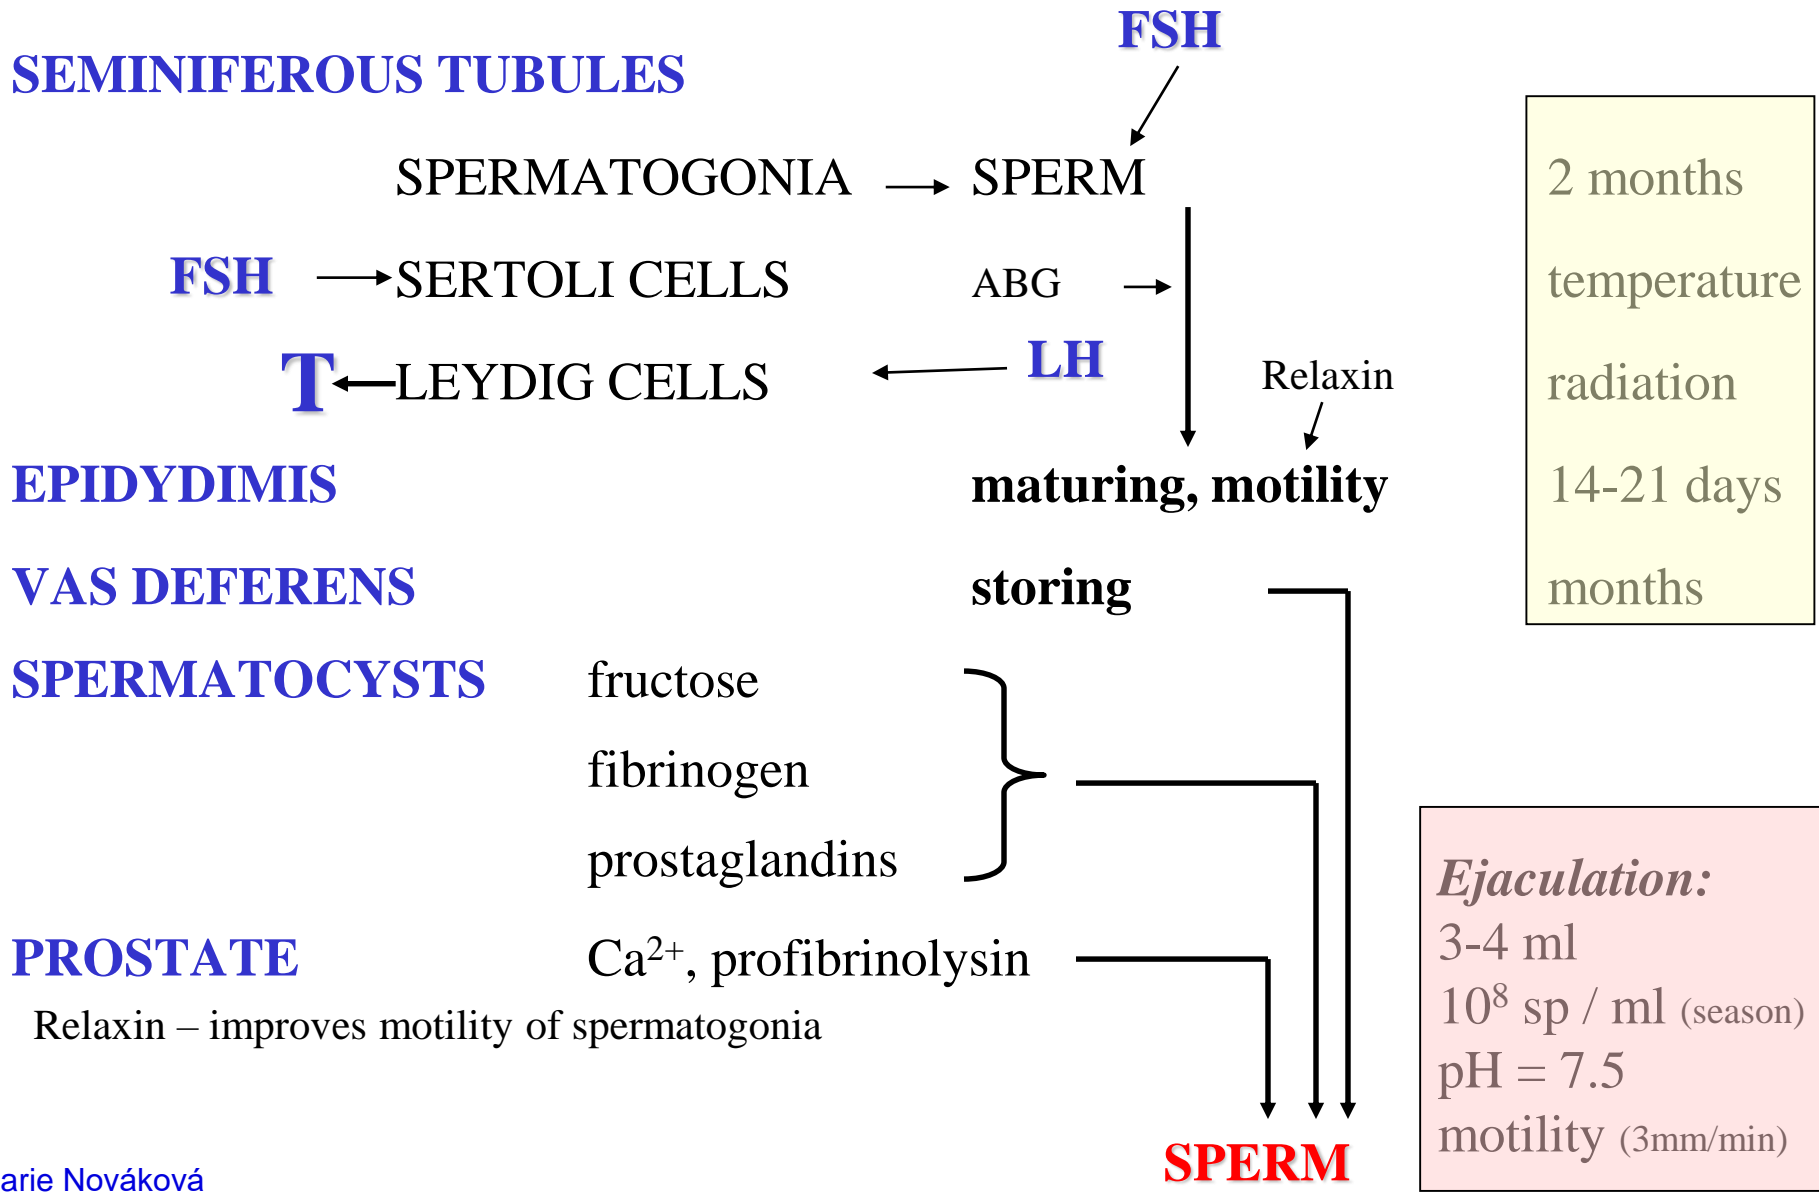 FSH
SEMINIFEROUS TUBULES
SPERMATOGONIA SPERM 2 months
FSH SERTOLI CELLS ABG temperature
T LEYDIG CELLS LH Relaxin radiation
EPIDYDIMIS maturing, motility 14-21 days
VAS DEFERENS storing months
SPERMATOCYSTS fructose
fibrinogen
prostaglandins
PROSTATE Ca²⁺, profibrinolysin
Relaxin – improves motility of spermatogonia
Ejaculation:
3-4 ml
10⁸ sp / ml (season)
pH = 7.5
motility (3mm/min)
SPERM
arie Nováková